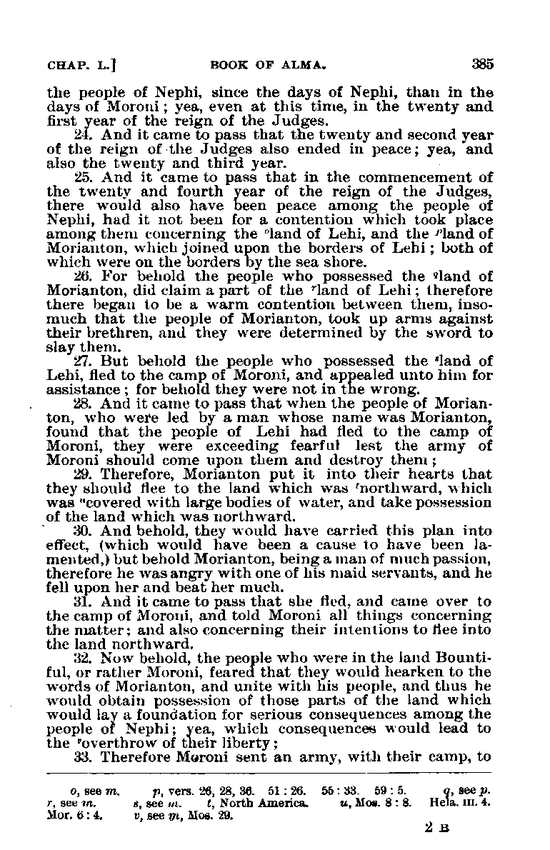 CHAP. L.] BOOK OF ALMA. 385
the people of Nephi, since the days of Nephi, than in the
days of Moroni; yea, even at this time, in the twenty and
first year of the reign of the Judges.
24. And it came to pass that the twenty and second year
of the reign of the Judges also ended in peace; yea, and
also the twenty and third year.
25. And it came to pass that in the commencement of
the twenty and fourth year of the reign of the Judges,
there would also have been peace among the people of
Nephi, had it not been for a contention which took place
among them concerning the ᵒland of Lehi, and the ᵖland of
Morianton, which joined upon the borders of Lehi; both of
which were on the borders by the sea shore.
26. For behold the people who possessed the qland of
Morianton, did claim a part of the ʳland of Lehi; therefore
there began to be a warm contention between them, inso-
much that the people of Morianton, took up arms against
their brethren, and they were determined by the sword to
slay them.
27. But behold the people who possessed the ˢland of
Lehi, fled to the camp of Moroni, and appealed unto him for
assistance; for behold they were not in the wrong.
28. And it came to pass that when the people of Morian-
ton, who were led by a man whose name was Morianton,
found that the people of Lehi had fled to the camp of
Moroni, they were exceeding fearful lest the army of
Moroni should come upon them and destroy them;
29. Therefore, Morianton put it into their hearts that
they should flee to the land which was ᵗnorthward, which
was ᵘcovered with large bodies of water, and take possession
of the land which was northward.
30. And behold, they would have carried this plan into
effect, (which would have been a cause to have been la-
mented,) but behold Morianton, being a man of much passion,
therefore he was angry with one of his maid servants, and he
fell upon her and beat her much.
31. And it came to pass that she fled, and came over to
the camp of Moroni, and told Moroni all things concerning
the matter; and also concerning their intentions to flee into
the land northward.
32. Now behold, the people who were in the land Bounti-
ful, or rather Moroni, feared that they would hearken to the
words of Morianton, and unite with his people, and thus he
would obtain possession of those parts of the land which
would lay a foundation for serious consequences among the
people of Nephi; yea, which consequences would lead to
the ᵛoverthrow of their liberty;
33. Therefore Moroni sent an army, with their camp, to
o, see m. p, vers. 26, 28, 36. 51 : 26. 55 : 33. 59 : 5. q, see p.
r, see m. s, see m. t, North America. u, Mos. 8 : 8. Hela. III. 4.
Mor. 6 : 4. v, see yi, Mos. 29.
2 B